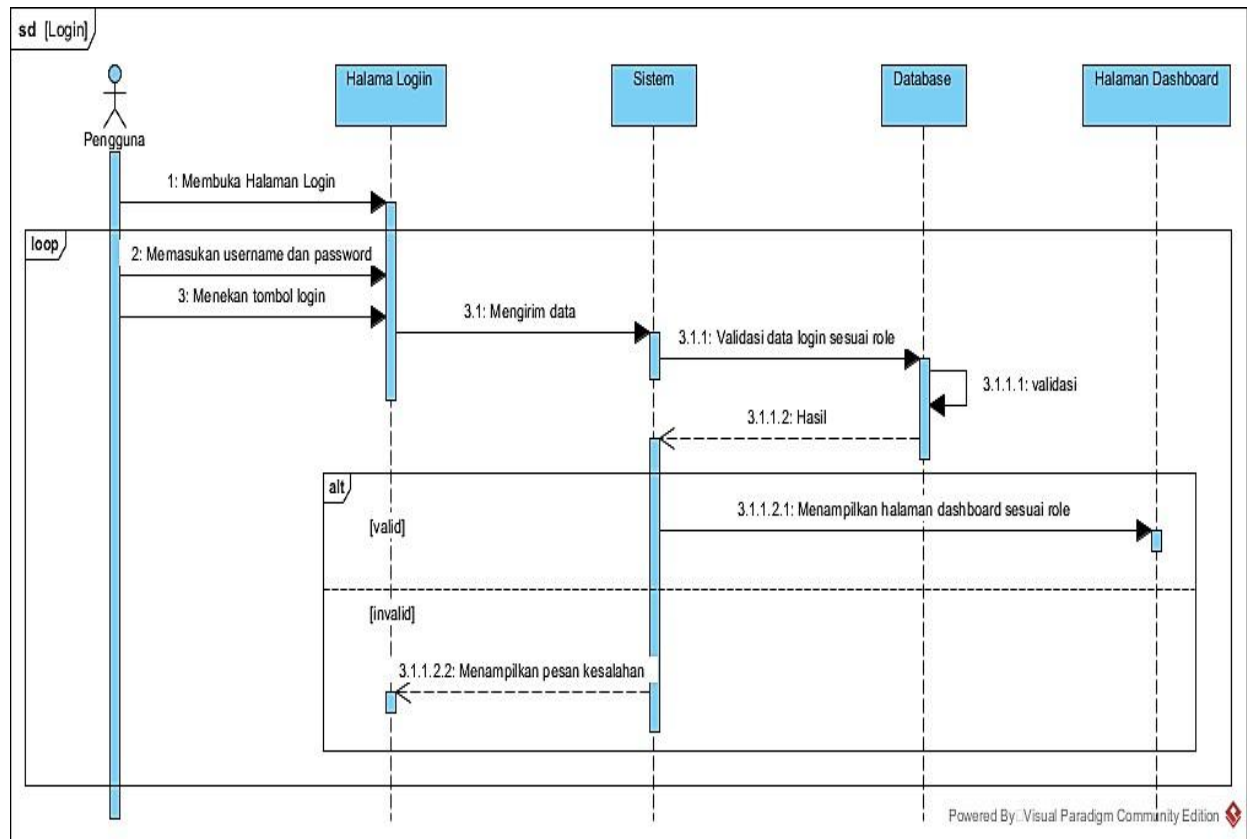 sd [Login]
Halama Logiin
Sistem
Database
Halaman Dashboard
Pengguna
1: Membuka Halaman Login
loop
2: Memasukan username dan password
3: Menekan tombol login
3.1: Mengirim data
3.1.1: Validasi data login sesuai role
3.1.1.1: validasi
3.1.1.2: Hasil
alt
3.1.1.2.1: Menampilkan halaman dashboard sesuai role
[valid]
[invalid]
3.1.1.2.2: Menampilkan pesan kesalahan
Powered By Visual Paradigm Community Edition